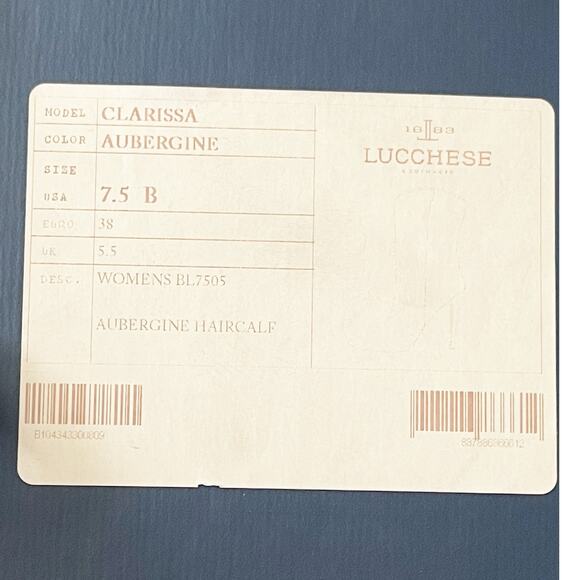 MODEL CLARISSA
COLOR AUBERGINE
SIZE
USA 7.5 B
EURO 38
UK 5.5
DESC. WOMENS BL7505
AUBERGINE HAIRCALF
1883
LUCCHESE
B104343300809